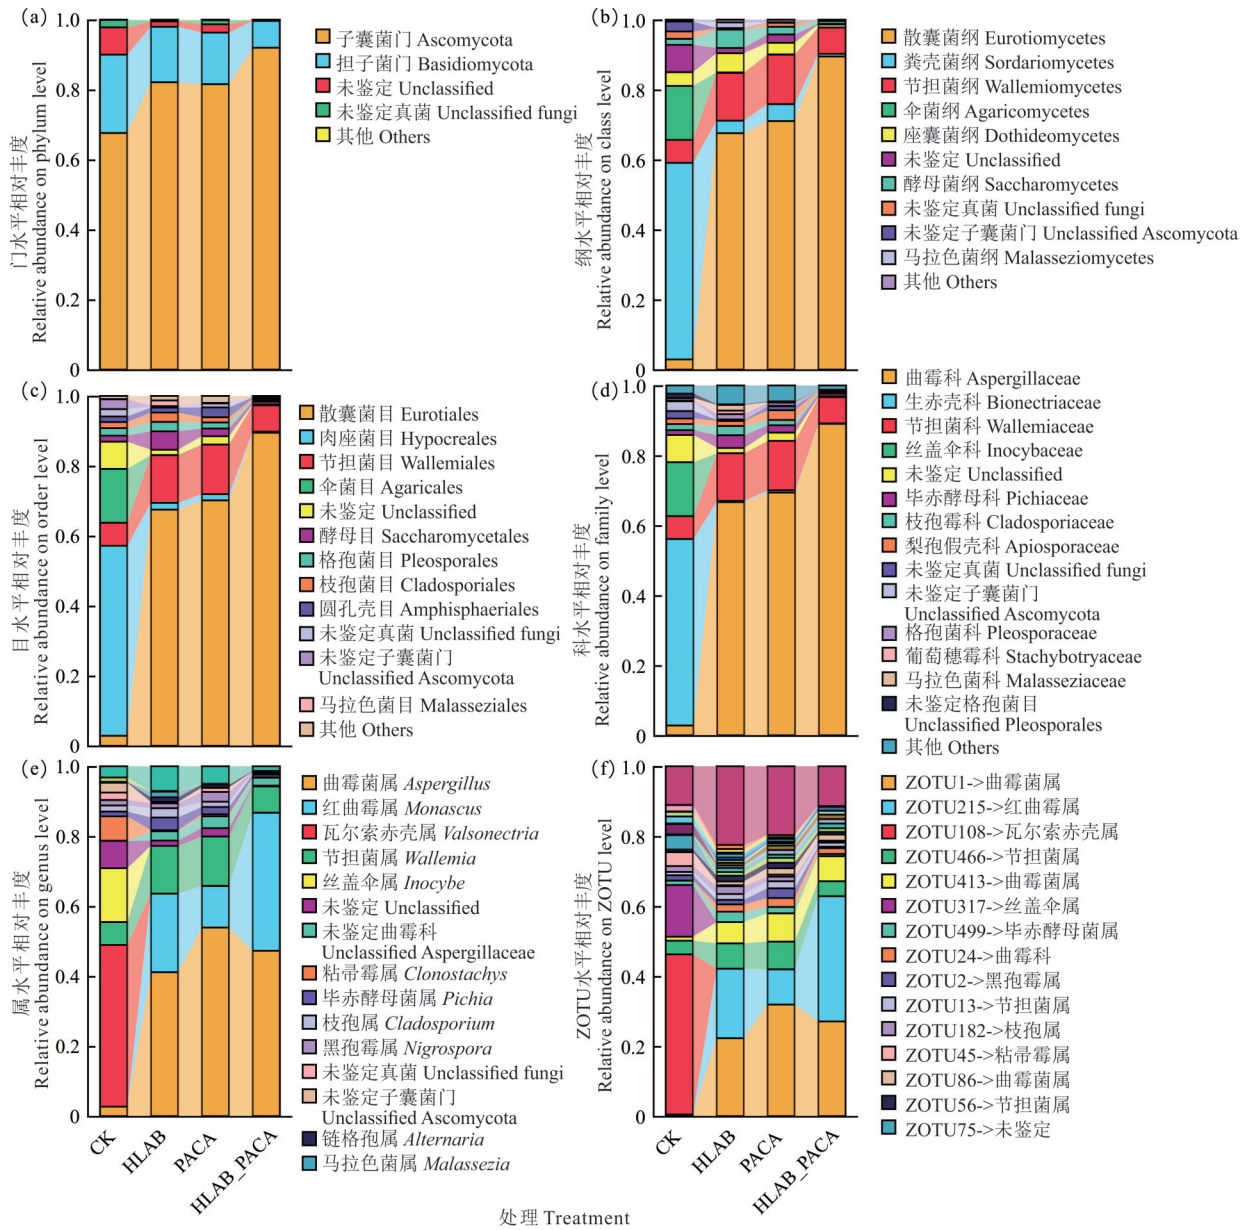 (a)
门水平相对丰度
Relative abundance on phylum level
1.0
0.8
0.6
0.4
0.2
0
子囊菌门 Ascomycota
担子菌门 Basidiomycota
未鉴定 Unclassified
未鉴定真菌 Unclassified fungi
其他 Others
(b)
纲水平相对丰度
Relative abundance on class level
1.0
0.8
0.6
0.4
0.2
0
散囊菌纲 Eurotiomycetes
粪壳菌纲 Sordariomycetes
节担菌纲 Wallemiomycetes
伞菌纲 Agaricomycetes
座囊菌纲 Dothideomycetes
未鉴定 Unclassified
酵母菌纲 Saccharomycetes
未鉴定真菌 Unclassified fungi
未鉴定子囊菌门 Unclassified Ascomycota
马拉色菌纲 Malasseziomycetes
其他 Others
(c)
目水平相对丰度
Relative abundance on order level
1.0
0.8
0.6
0.4
0.2
0
散囊菌目 Eurotiales
肉座菌目 Hypocreales
节担菌目 Wallemiales
伞菌目 Agaricales
未鉴定 Unclassified
酵母目 Saccharomycetales
格孢菌目 Pleosporales
枝孢菌目 Cladosporiales
圆孔壳目 Amphisphaeriales
未鉴定真菌 Unclassified fungi
未鉴定子囊菌门
Unclassified Ascomycota
马拉色菌目 Malasseziales
其他 Others
(d)
科水平相对丰度
Relative abundance on family level
1.0
0.8
0.6
0.4
0.2
0
曲霉科 Aspergillaceae
生赤壳科 Bionectriaceae
节担菌科 Wallemiaceae
丝盖伞科 Inocybaceae
未鉴定 Unclassified
毕赤酵母科 Pichiaceae
枝孢霉科 Cladosporiaceae
梨孢假壳科 Apiosporaceae
未鉴定真菌 Unclassified fungi
未鉴定子囊菌门
Unclassified Ascomycota
格孢菌科 Pleosporaceae
葡萄穗霉科 Stachybotryaceae
马拉色菌科 Malasseziaceae
未鉴定格孢菌目
Unclassified Pleosporales
其他 Others
(e)
属水平相对丰度
Relative abundance on genus level
1.0
0.8
0.6
0.4
0.2
0
CK
HLAB
PACA
HLAB_PACA
曲霉菌属 Aspergillus
红曲霉属 Monascus
瓦尔索赤壳属 Valsonectria
节担菌属 Wallemia
丝盖伞属 Inocybe
未鉴定 Unclassified
未鉴定曲霉科
Unclassified Aspergillaceae
粘帚霉属 Clonostachys
毕赤酵母菌属 Pichia
枝孢属 Cladosporium
黑孢霉属 Nigrospora
未鉴定真菌 Unclassified fungi
未鉴定子囊菌门
Unclassified Ascomycota
链格孢属 Alternaria
马拉色菌属 Malassezia
(f)
ZOTU水平相对丰度
Relative abundance on ZOTU level
1.0
0.8
0.6
0.4
0.2
0
CK
HLAB
PACA
HLAB_PACA
ZOTU1->曲霉菌属
ZOTU215->红曲霉属
ZOTU108->瓦尔索赤壳属
ZOTU466->节担菌属
ZOTU413->曲霉菌属
ZOTU317->丝盖伞属
ZOTU499->毕赤酵母菌属
ZOTU24->曲霉科
ZOTU2->黑孢霉属
ZOTU13->节担菌属
ZOTU182->枝孢属
ZOTU45->粘帚霉属
ZOTU86->曲霉菌属
ZOTU56->节担菌属
ZOTU75->未鉴定
处理 Treatment